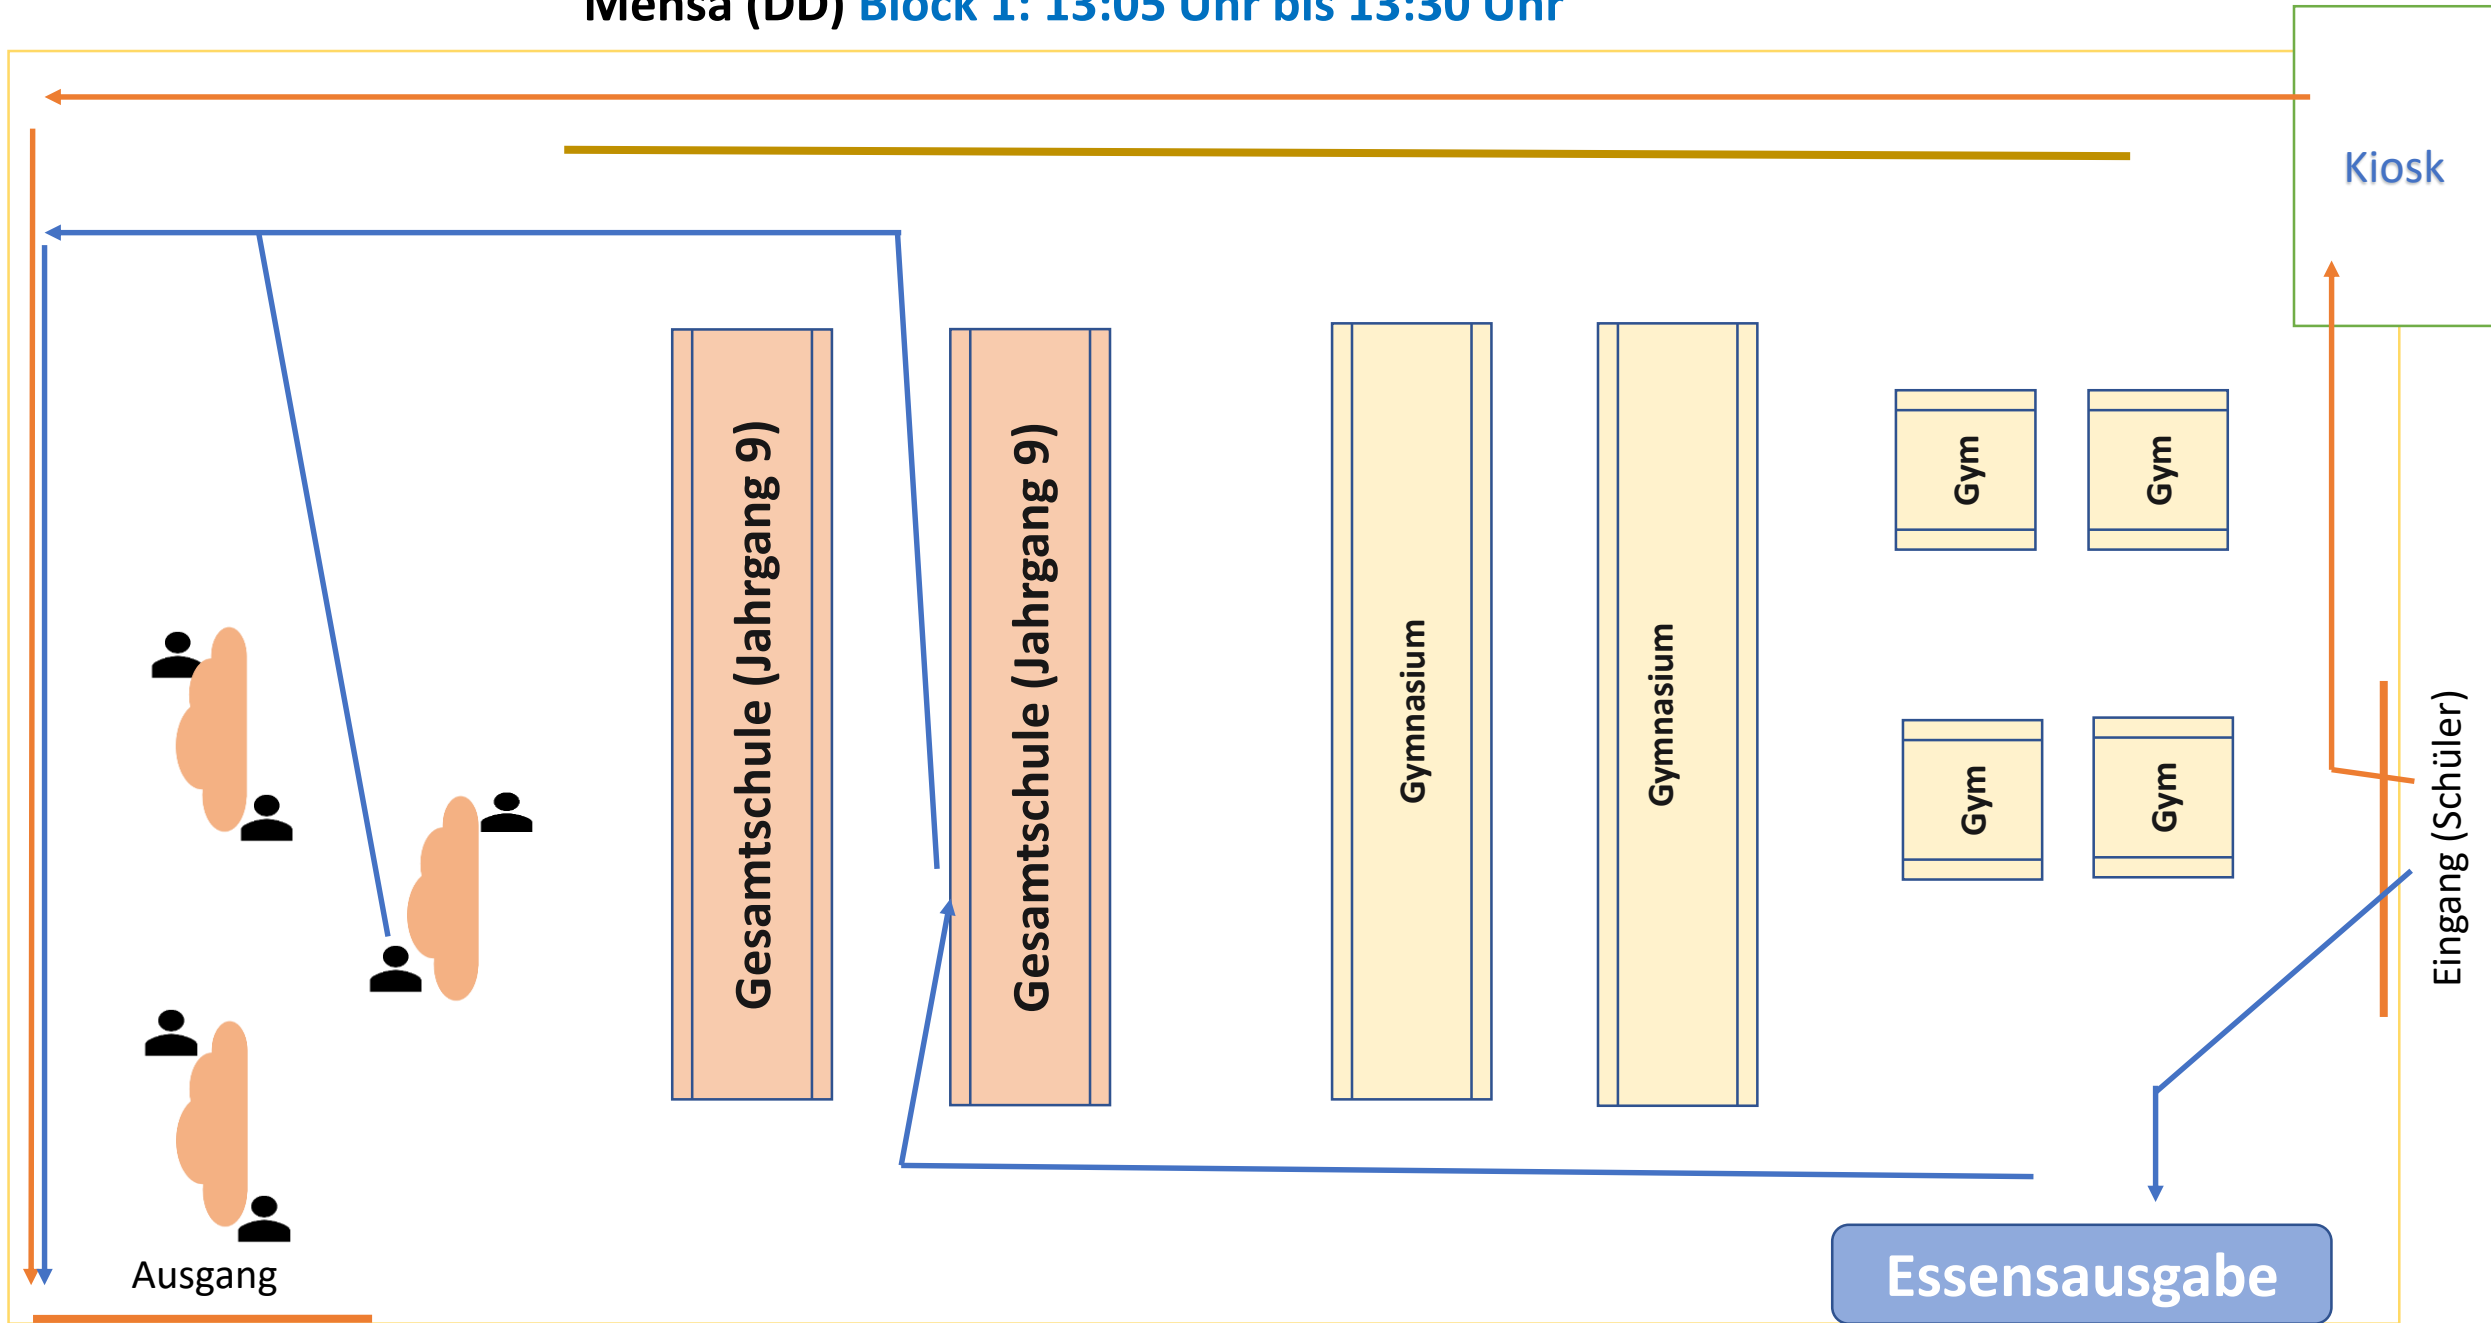 Mensa (DD) Block 1: 13:05 Uhr bis 13:30 Uhr
Kiosk
Gesamtschule (Jahrgang 9)
Gesamtschule (Jahrgang 9)
Gymnasium
Gymnasium
Gym
Gym
Gym
Gym
Eingang (Schüler)
Ausgang
Essensausgabe